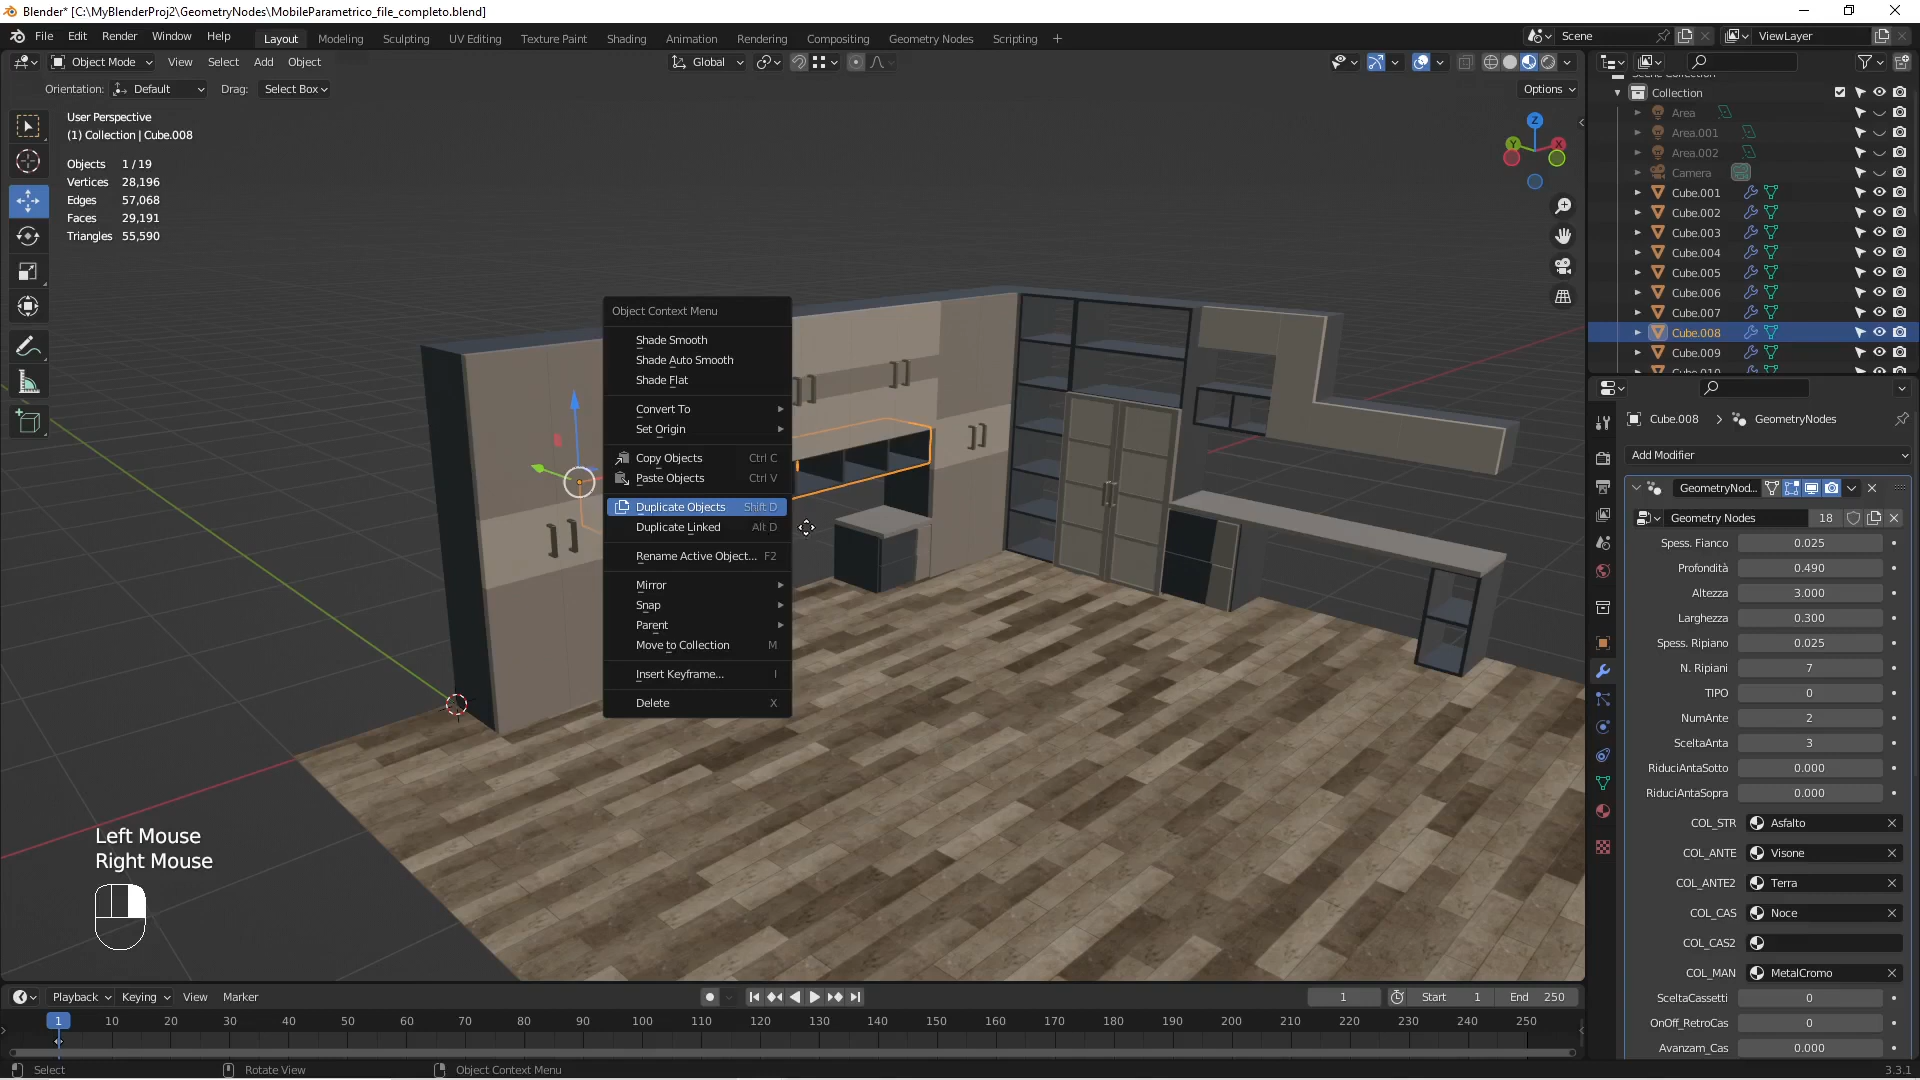 Blender* [C:\MyBlenderProj2\GeometryNodes\MobileParametrico_file_completo.blend]
File Edit Render Window Help Layout Modeling Sculpting UV Editing Texture Paint Shading Animation Rendering Compositing Geometry Nodes Scripting + Scene ViewLayer
Object Mode View Select Add Object Global
Orientation: Default Drag: Select Box Options
User Perspective
(1) Collection | Cube.008
Objects 1 / 19
Vertices 28,196
Edges 57,068
Faces 29,191
Triangles 55,590
Z
Y
X
Object Context Menu
Shade Smooth
Shade Auto Smooth
Shade Flat
Convert To
Set Origin
Copy Objects Ctrl C
Paste Objects Ctrl V
Duplicate Objects Shift D
Duplicate Linked Alt D
Rename Active Object... F2
Mirror
Snap
Parent
Move to Collection M
Insert Keyframe... I
Delete X
Left Mouse
Right Mouse
Collection
Area
Area.001
Area.002
Camera
Cube.001
Cube.002
Cube.003
Cube.004
Cube.005
Cube.006
Cube.007
Cube.008
Cube.009
Cube.008 > GeometryNodes
Add Modifier
GeometryNod...
Geometry Nodes 18
Spess. Fianco 0.025
Profondità 0.490
Altezza 3.000
Larghezza 0.300
Spess. Ripiano 0.025
N. Ripiani 7
TIPO 0
NumAnte 2
SceltaAnta 3
RiduciAntaSotto 0.000
RiduciAntaSopra 0.000
COL_STR Asfalto
COL_ANTE Visone
COL_ANTE2 Terra
COL_CAS Noce
COL_CAS2
COL_MAN MetalCromo
SceltaCassetti 0
OnOff_RetroCas 0
Avanzam_Cas 0.000
Playback Keying View Marker 1 Start 1 End 250
1 10 20 30 40 50 60 70 80 90 100 110 120 130 140 150 160 170 180 190 200 210 220 230 240 250
Select Rotate View Object Context Menu 3.3.1